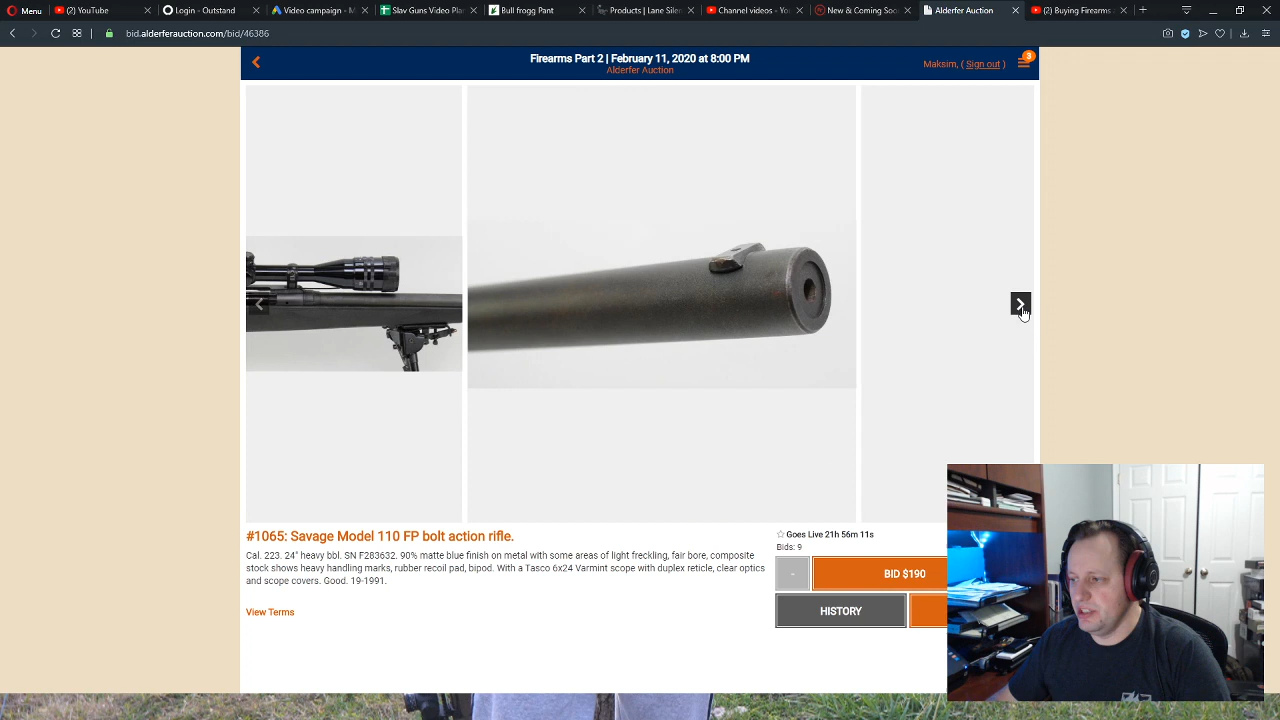 Menu
(2) YouTube
Login - Outstand
Video campaign - M
Slav Guns Video Plan
Bull frogg Pant
Products | Lane Silen
Channel videos - You
New & Coming Soo
Alderfer Auction
(2) Buying Firearms
bid.alderferauction.com/bid/46386
Firearms Part 2 | February 11, 2020 at 8:00 PM
Alderfer Auction
Maksim, ( Sign out )
3
#1065: Savage Model 110 FP bolt action rifle.
Cal. 223. 24" heavy bbl. SN F283632. 90% matte blue finish on metal with some areas of light freckling, fair bore, composite
stock shows heavy handling marks, rubber recoil pad, bipod. With a Tasco 6x24 Varmint scope with duplex reticle, clear optics
and scope covers. Good. 19-1991.
View Terms
Goes Live 21h 56m 11s
Bids: 9
- BID $190
HISTORY